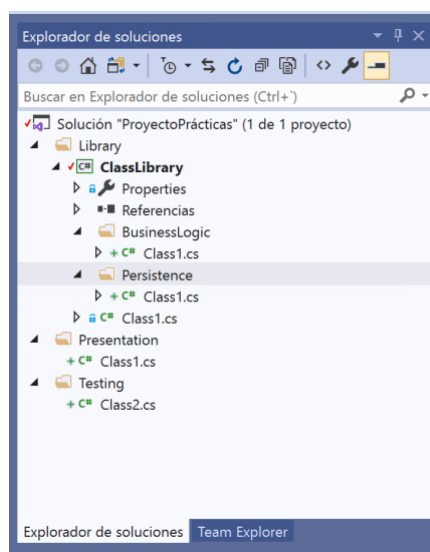 Explorador de soluciones
Buscar en Explorador de soluciones (Ctrl+`)
Solución "ProyectoPrácticas" (1 de 1 proyecto)
Library
C# ClassLibrary
Properties
Referencias
BusinessLogic
+ C# Class1.cs
Persistence
+ C# Class1.cs
C# Class1.cs
Presentation
+ C# Class1.cs
Testing
+ C# Class2.cs
Explorador de soluciones Team Explorer